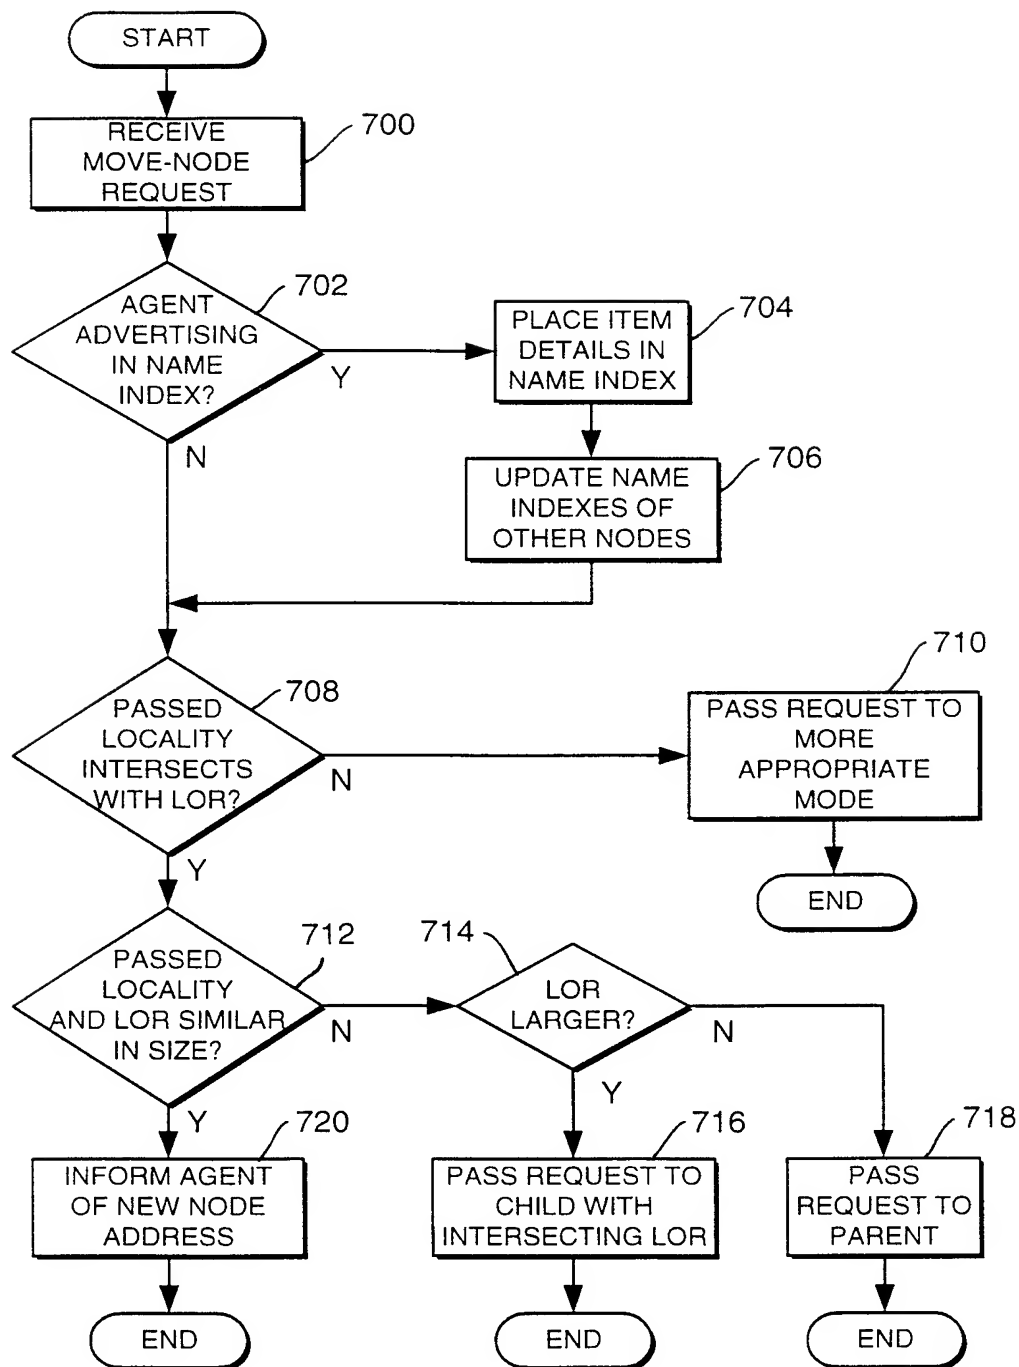 START
RECEIVE
MOVE-NODE
REQUEST
700
AGENT
ADVERTISING
IN NAME
INDEX?
702
Y
N
PLACE ITEM
DETAILS IN
NAME INDEX
704
UPDATE NAME
INDEXES OF
OTHER NODES
706
PASSED
LOCALITY
INTERSECTS
WITH LOR?
708
N
Y
PASS REQUEST TO
MORE
APPROPRIATE
MODE
710
END
PASSED
LOCALITY
AND LOR SIMILAR
IN SIZE?
712
N
Y
LOR
LARGER?
714
N
Y
INFORM AGENT
OF NEW NODE
ADDRESS
720
PASS REQUEST TO
CHILD WITH
INTERSECTING LOR
716
PASS
REQUEST TO
PARENT
718
END
END
END